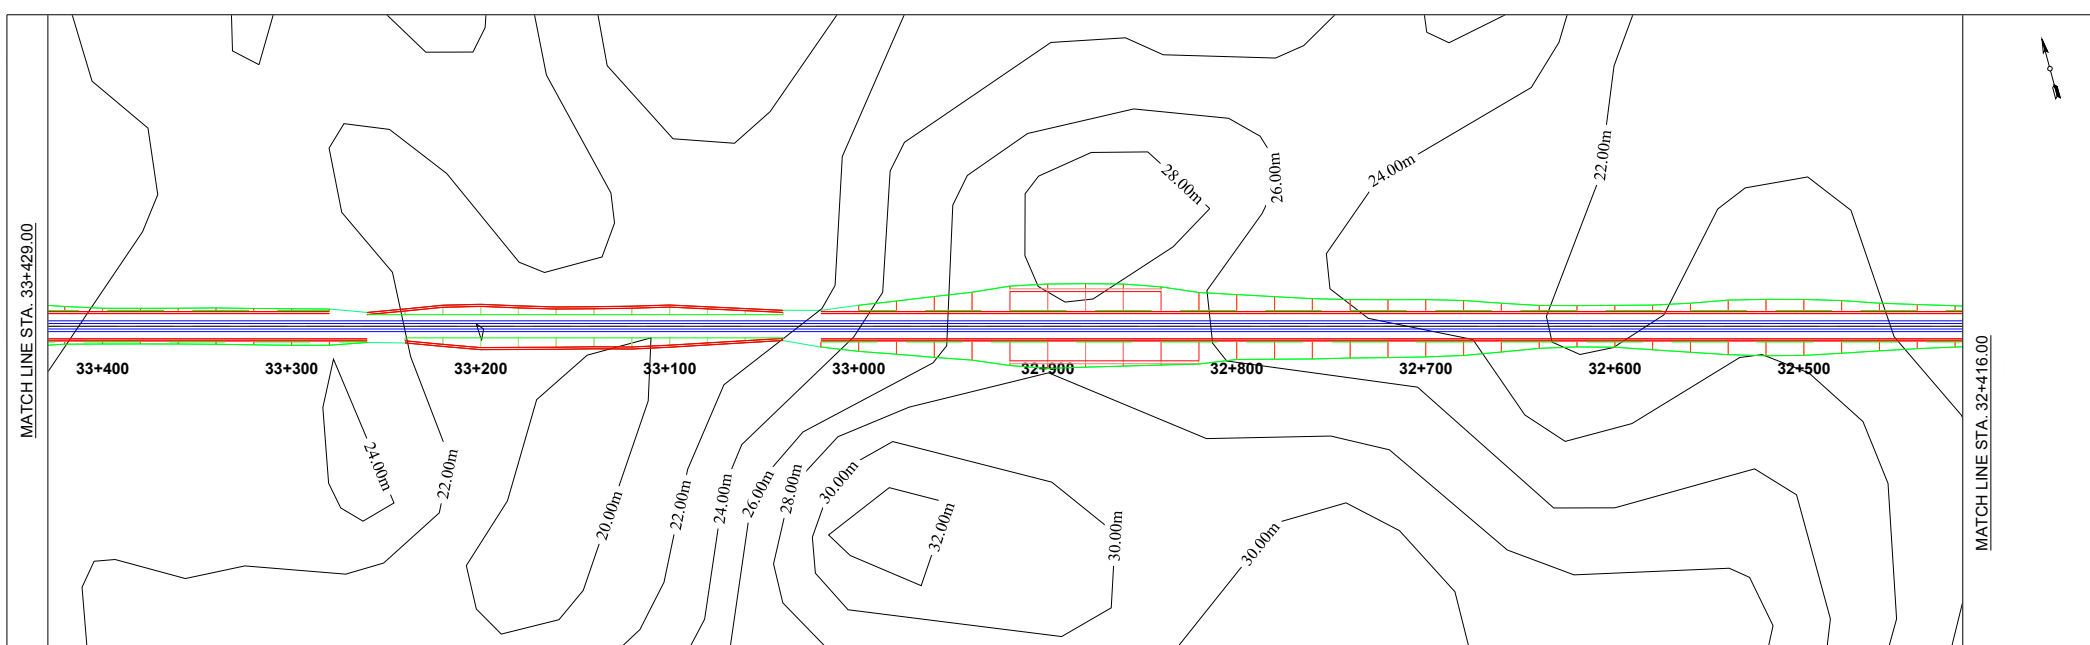 MATCH LINE STA. 33+429.00
28.00m
26.00m
24.00m
22.00m
33+400
33+300
33+200
33+100
33+000
32+900
32+800
32+700
32+600
32+500
24.00m
22.00m
20.00m
22.00m
24.00m
26.00m
28.00m
30.00m
32.00m
30.00m
30.00m
MATCH LINE STA. 32+416.00